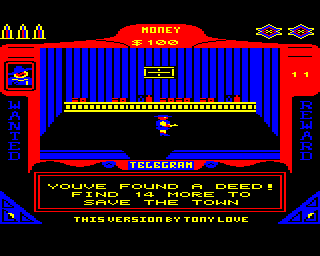 MONEY
$100
11
WANTED
REWARD
TELEGRAM
YOUVE FOUND A DEED!
FIND 14 MORE TO
SAVE THE TOWN
THIS VERSION BY TONY LOVE